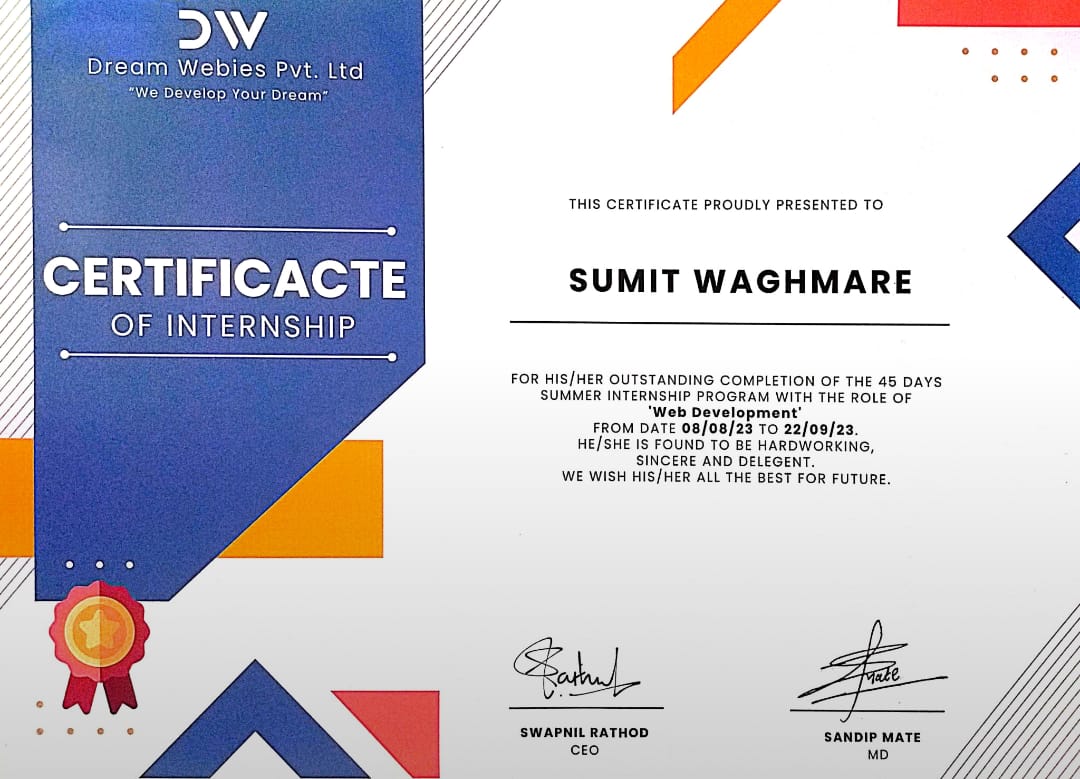 DW
Dream Webies Pvt. Ltd
"We Develop Your Dream"
CERTIFICACTE
OF INTERNSHIP
THIS CERTIFICATE PROUDLY PRESENTED TO
SUMIT WAGHMARE
FOR HIS/HER OUTSTANDING COMPLETION OF THE 45 DAYS
SUMMER INTERNSHIP PROGRAM WITH THE ROLE OF
'Web Development'
FROM DATE 08/08/23 TO 22/09/23.
HE/SHE IS FOUND TO BE HARDWORKING,
SINCERE AND DELEGENT.
WE WISH HIS/HER ALL THE BEST FOR FUTURE.
SWAPNIL RATHOD
CEO
SANDIP MATE
MD